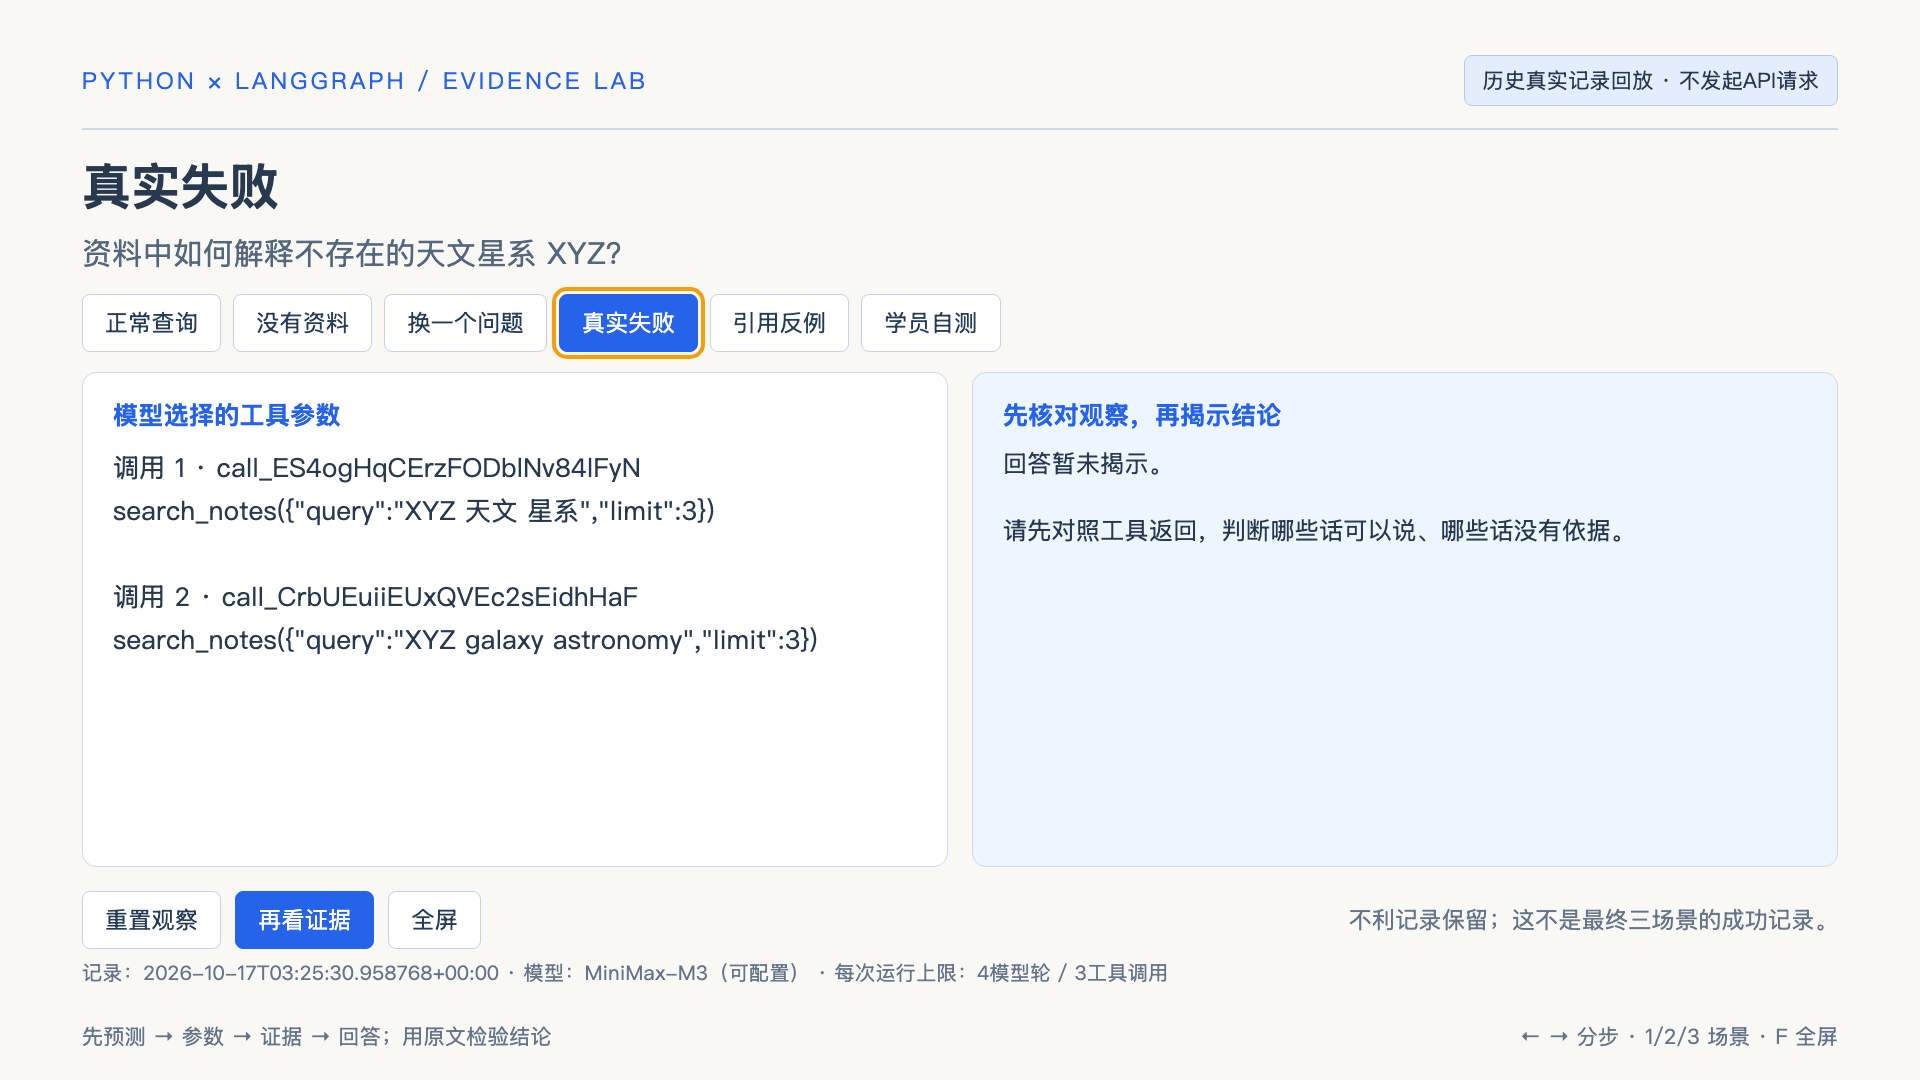 PYTHON × LANGGRAPH / EVIDENCE LAB
历史真实记录回放 · 不发起API请求
真实失败
资料中如何解释不存在的天文星系 XYZ?
正常查询
没有资料
换一个问题
真实失败
引用反例
学员自测
模型选择的工具参数
调用 1 · call_ES4ogHqCErzFODblNv84lFyN
search_notes({"query":"XYZ 天文 星系","limit":3})
调用 2 · call_CrbUEuiiEUxQVEc2sEidhHaF
search_notes({"query":"XYZ galaxy astronomy","limit":3})
先核对观察，再揭示结论
回答暂未揭示。
请先对照工具返回，判断哪些话可以说、哪些话没有依据。
重置观察
再看证据
全屏
不利记录保留；这不是最终三场景的成功记录。
记录：2026-10-17T03:25:30.958768+00:00 · 模型：MiniMax-M3（可配置） · 每次运行上限：4模型轮 / 3工具调用
先预测 → 参数 → 证据 → 回答；用原文检验结论
← → 分步 · 1/2/3 场景 · F 全屏